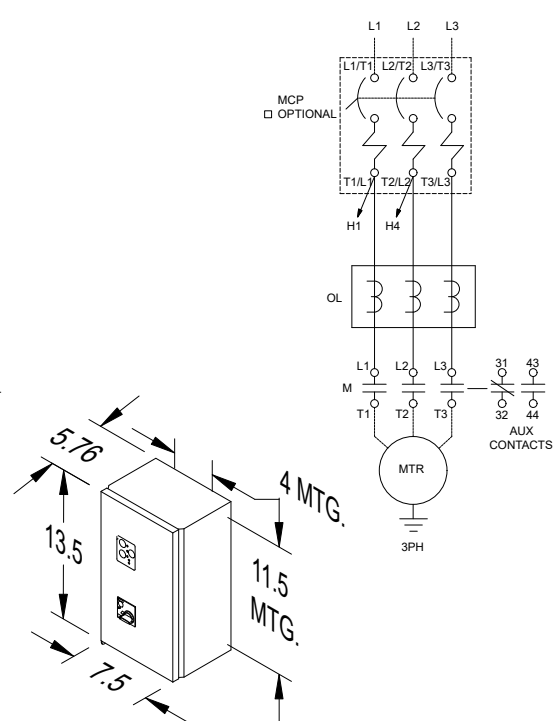 L1 L2 L3
L1/T1 L2/T2 L3/T3
MCP
□ OPTIONAL
T1/L1 T2/L2 T3/L3
H1 H4
OL
L1 L2 L3 31 43
M
T1 T2 T3 32 44
AUX
CONTACTS
MTR
3PH
5.76
4 MTG.
13.5
11.5
MTG.
7.5